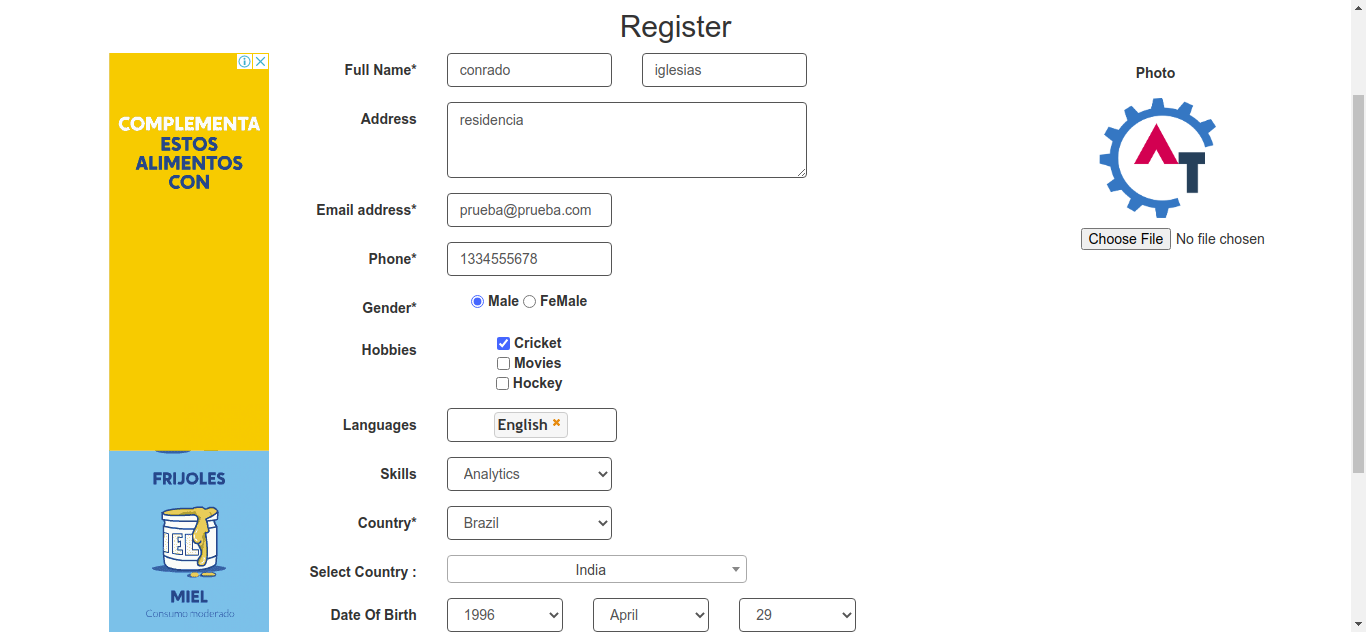 Register
COMPLEMENTA
ESTOS
ALIMENTOS
CON
FRIJOLES
MIEL
MIEL
Consumo moderado
Full Name* conrado iglesias
Address residencia
Email address* prueba@prueba.com
Phone* 1334555678
Gender* Male FeMale
Hobbies Cricket
Movies
Hockey
Languages English
Skills Analytics
Country* Brazil
Select Country : India
Date Of Birth 1996 April 29
Photo
AT
Choose File No file chosen